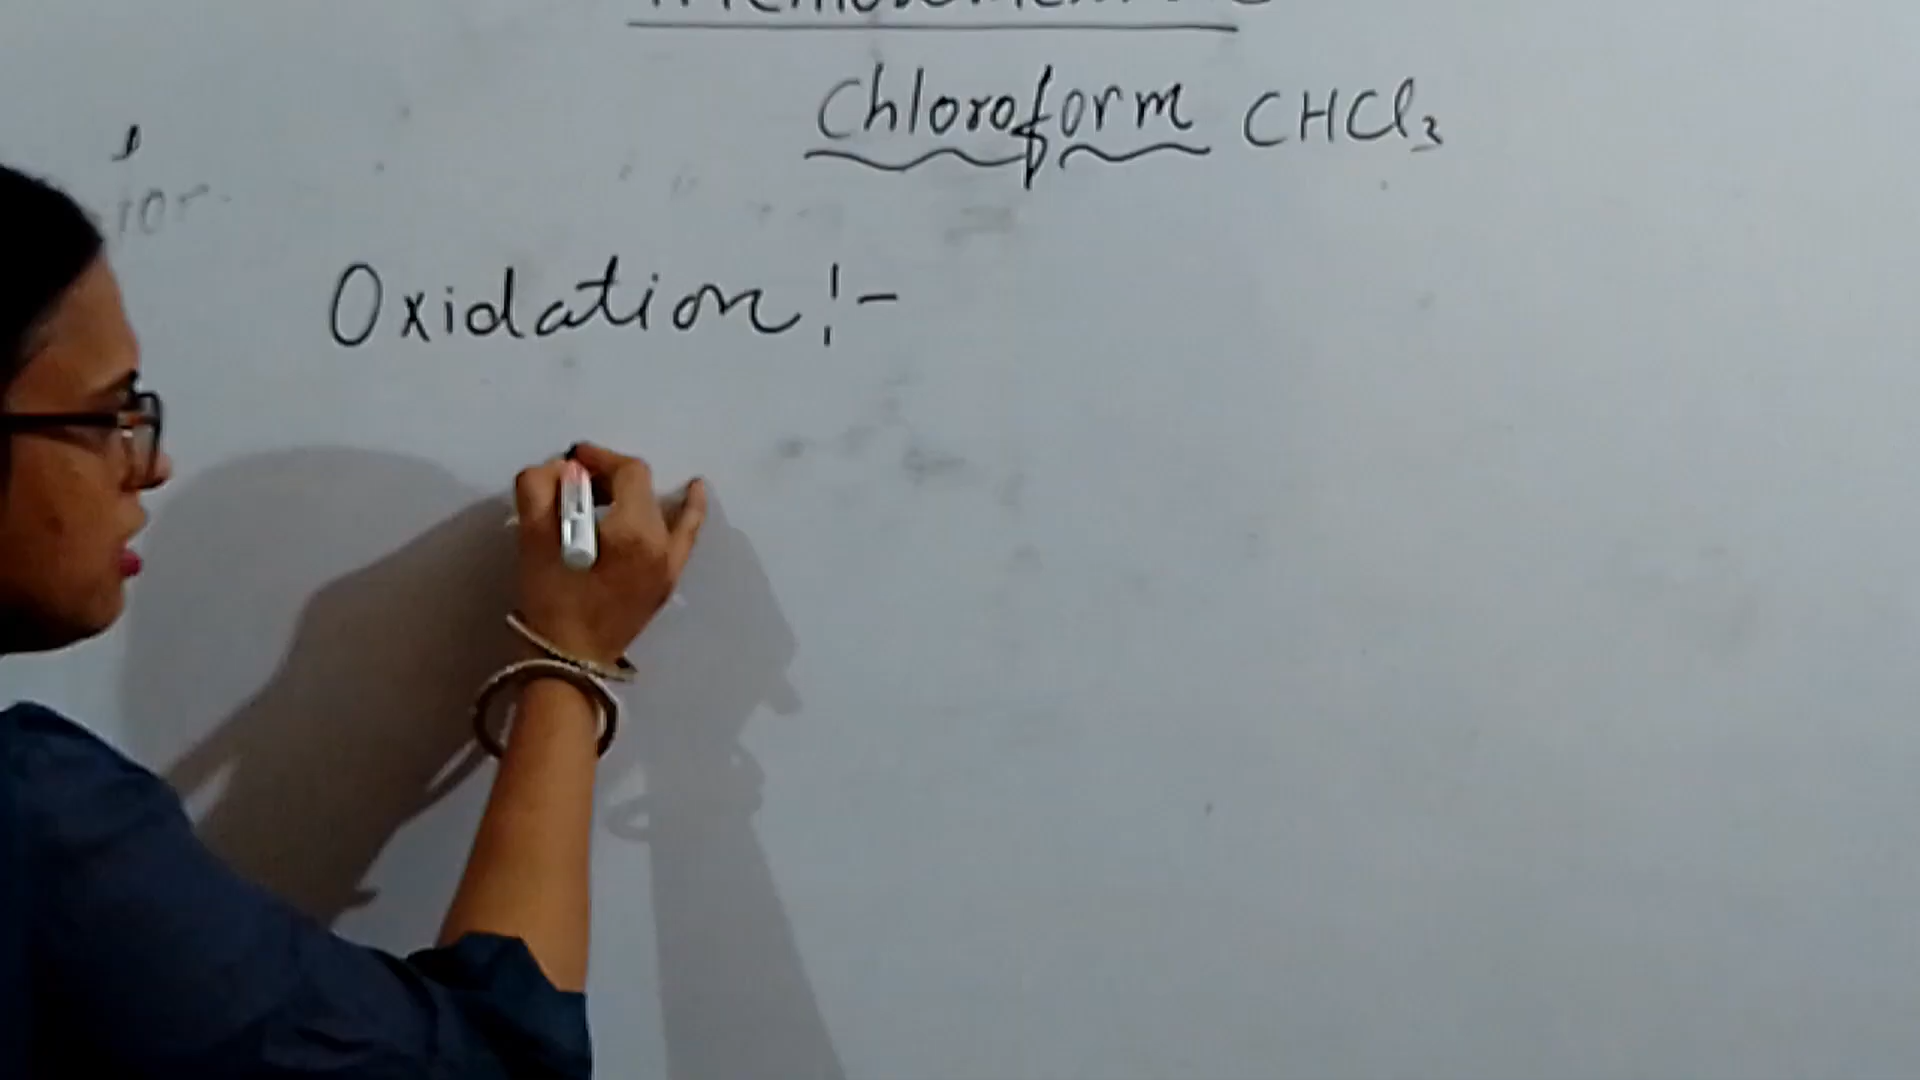 Chloroform CHCl₃
Oxidation :-